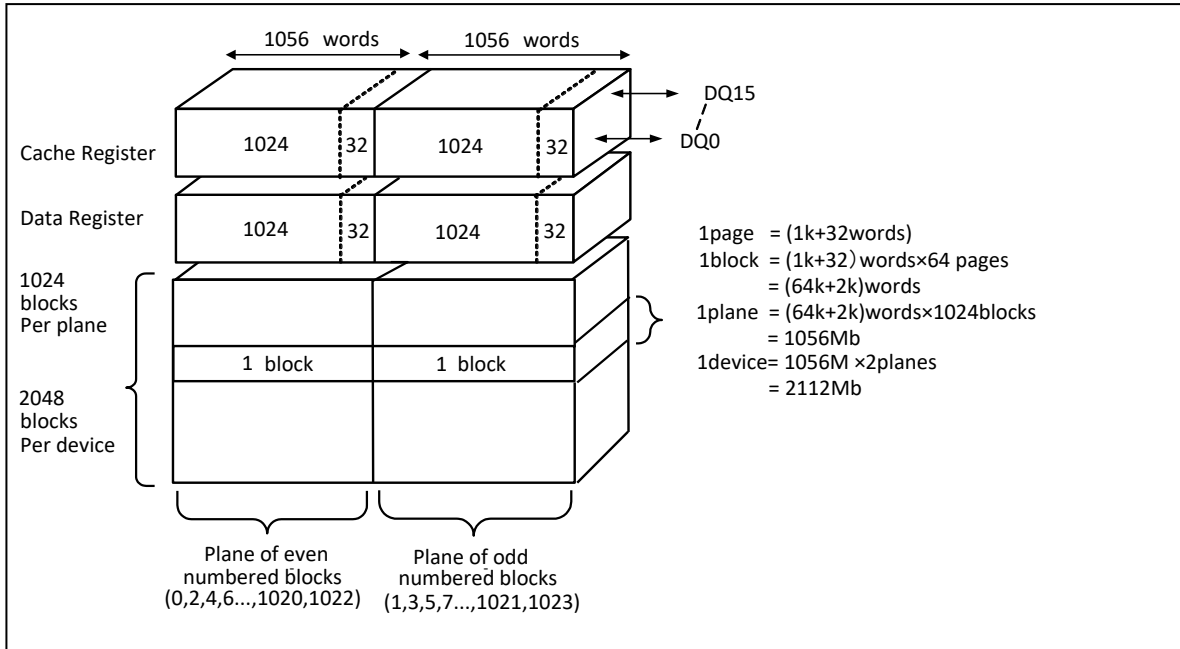 1056 words
1056 words
DQ15
DQ0
Cache Register
1024
32
1024
32
Data Register
1024
32
1024
32
1024
blocks
Per plane
2048
blocks
Per device
1 block
1 block
1page = (1k+32words)
1block = (1k+32）words×64 pages
= (64k+2k)words
1plane = (64k+2k)words×1024blocks
= 1056Mb
1device= 1056M ×2planes
= 2112Mb
Plane of even
numbered blocks
(0,2,4,6...,1020,1022)
Plane of odd
numbered blocks
(1,3,5,7...,1021,1023)